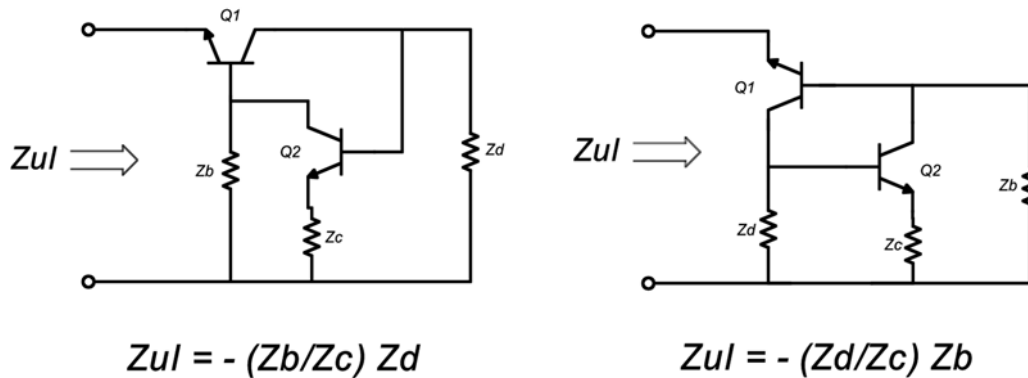 Q1
Q2
Zul
Zb
Zc
Zd
Zul = - (Zb/Zc) Zd
Q1
Q2
Zul
Zd
Zc
Zb
Zul = - (Zd/Zc) Zb